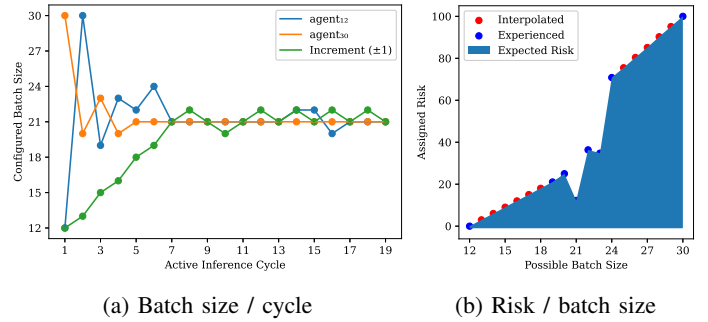 30
27
24
21
18
15
12
Configured Batch Size
agent₁₂
agent₃₀
Increment (±1)
1 3 5 7 9 11 13 15 17 19
Active Inference Cycle
(a) Batch size / cycle
100
80
60
40
20
0
Assigned Risk
Interpolated
Experienced
Expected Risk
12 15 18 21 24 27 30
Possible Batch Size
(b) Risk / batch size